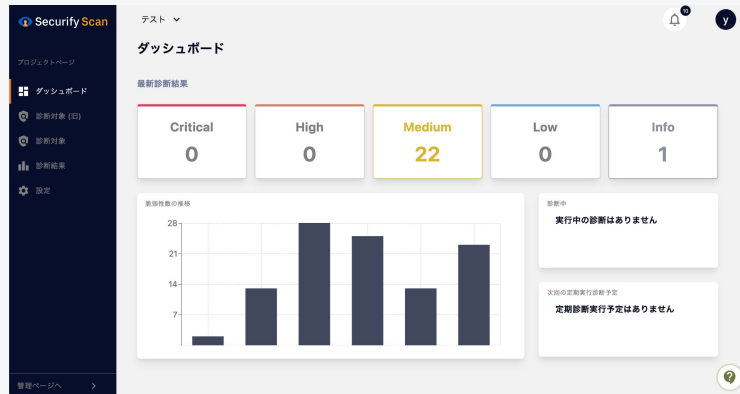 Securify Scan
テスト
10
y
プロジェクトページ
ダッシュボード
診断対象 (旧)
診断対象
診断結果
設定
管理ページへ
ダッシュボード
最新診断結果
Critical
0
High
0
Medium
22
Low
0
Info
1
脆弱性数の推移
28
21
14
7
診断中
実行中の診断はありません
次回の定期実行診断予定
定期診断実行予定はありません
?